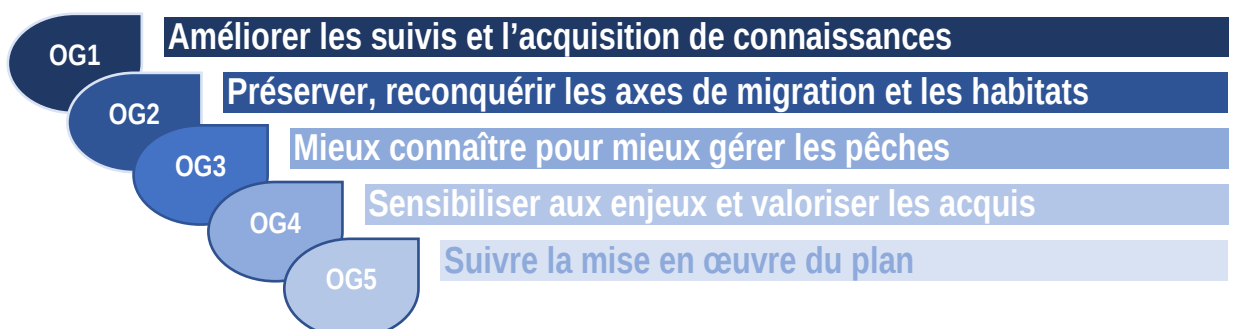 OG1 Améliorer les suivis et l’acquisition de connaissances
OG2 Préserver, reconquérir les axes de migration et les habitats
OG3 Mieux connaître pour mieux gérer les pêches
OG4 Sensibiliser aux enjeux et valoriser les acquis
OG5 Suivre la mise en œuvre du plan